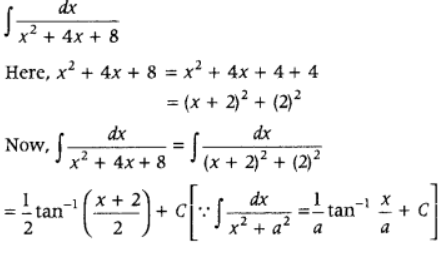 ∫ dx / (x² + 4x + 8)
Here, x² + 4x + 8 = x² + 4x + 4 + 4
= (x + 2)² + (2)²
Now, ∫ dx / (x² + 4x + 8) = ∫ dx / ((x + 2)² + (2)²)
= 1/2 tan⁻¹ ((x + 2)/2) + C [∵ ∫ dx / (x² + a²) = 1/a tan⁻¹ x/a + C]